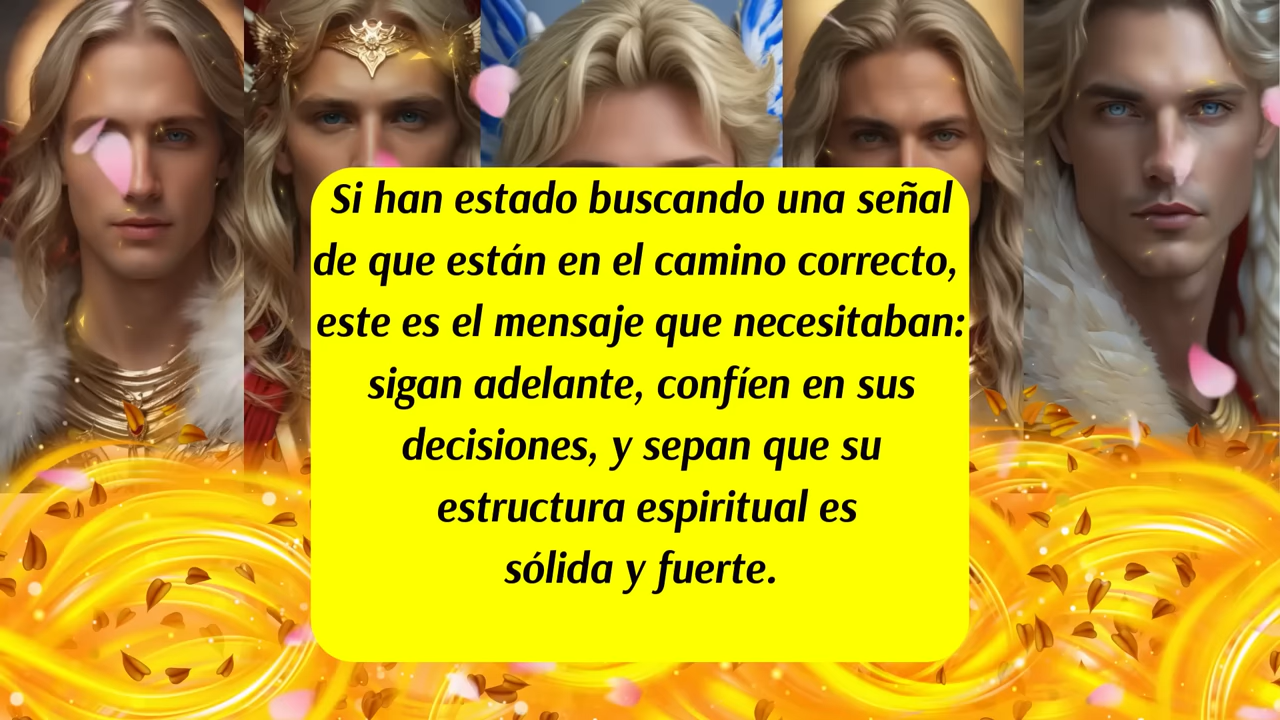 Si han estado buscando una señal
de que están en el camino correcto,
este es el mensaje que necesitaban:
sigan adelante, confíen en sus
decisiones, y sepan que su
estructura espiritual es
sólida y fuerte.